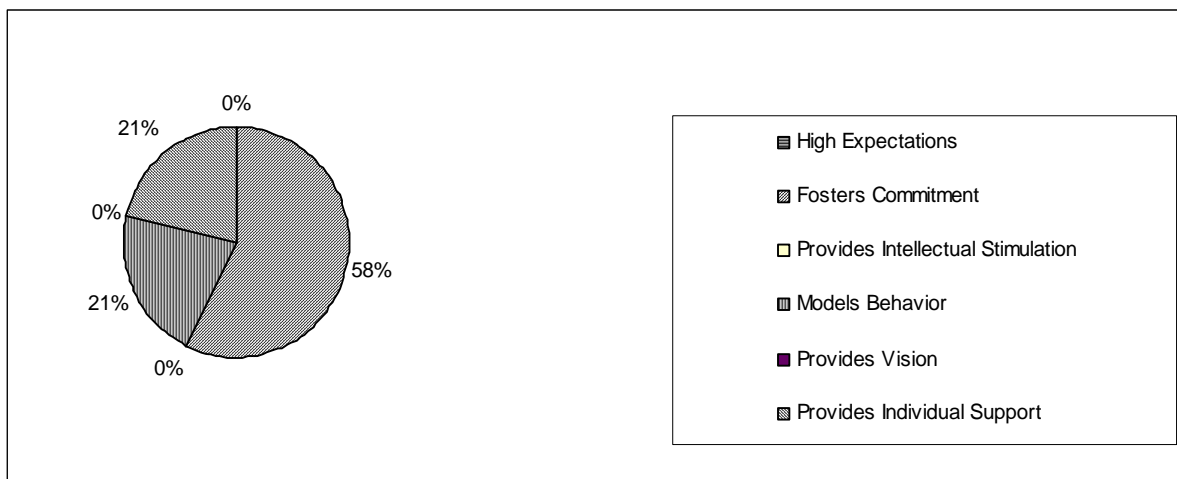 0%
21%
0%
58%
21%
0%
High Expectations
Fosters Commitment
Provides Intellectual Stimulation
Models Behavior
Provides Vision
Provides Individual Support